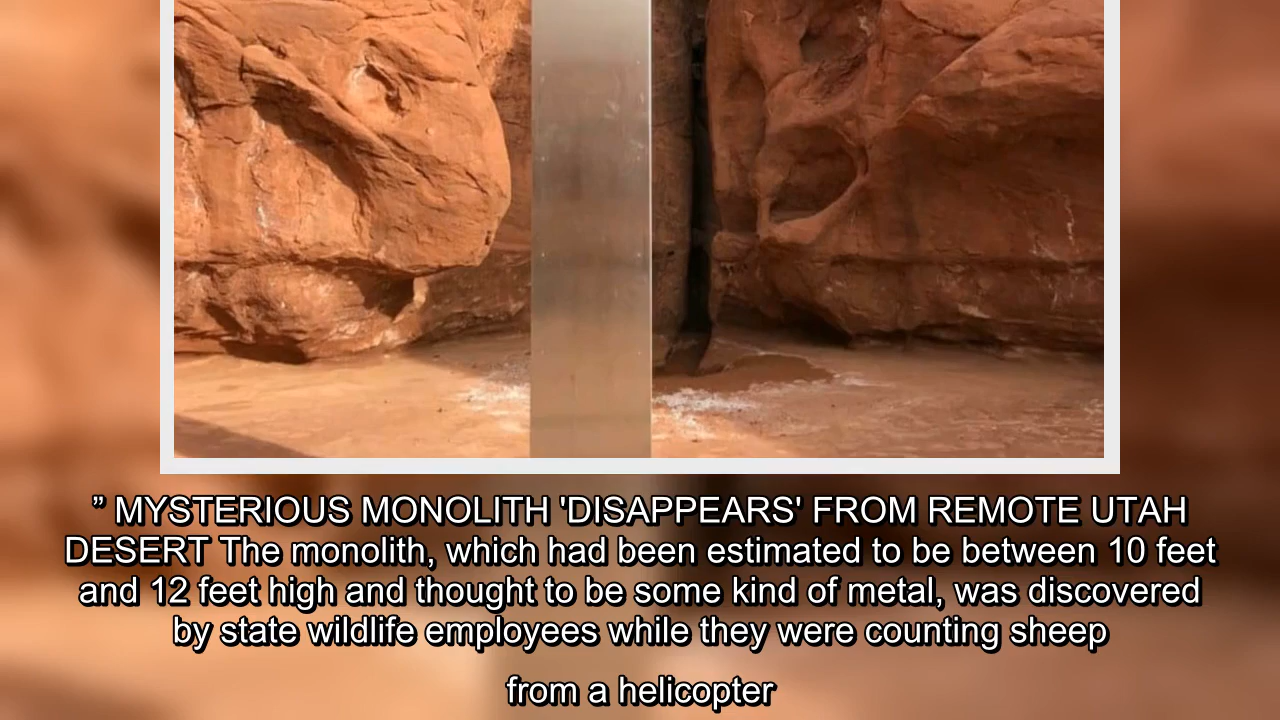 ” MYSTERIOUS MONOLITH 'DISAPPEARS' FROM REMOTE UTAH
DESERT The monolith, which had been estimated to be between 10 feet
and 12 feet high and thought to be some kind of metal, was discovered
by state wildlife employees while they were counting sheep
from a helicopter